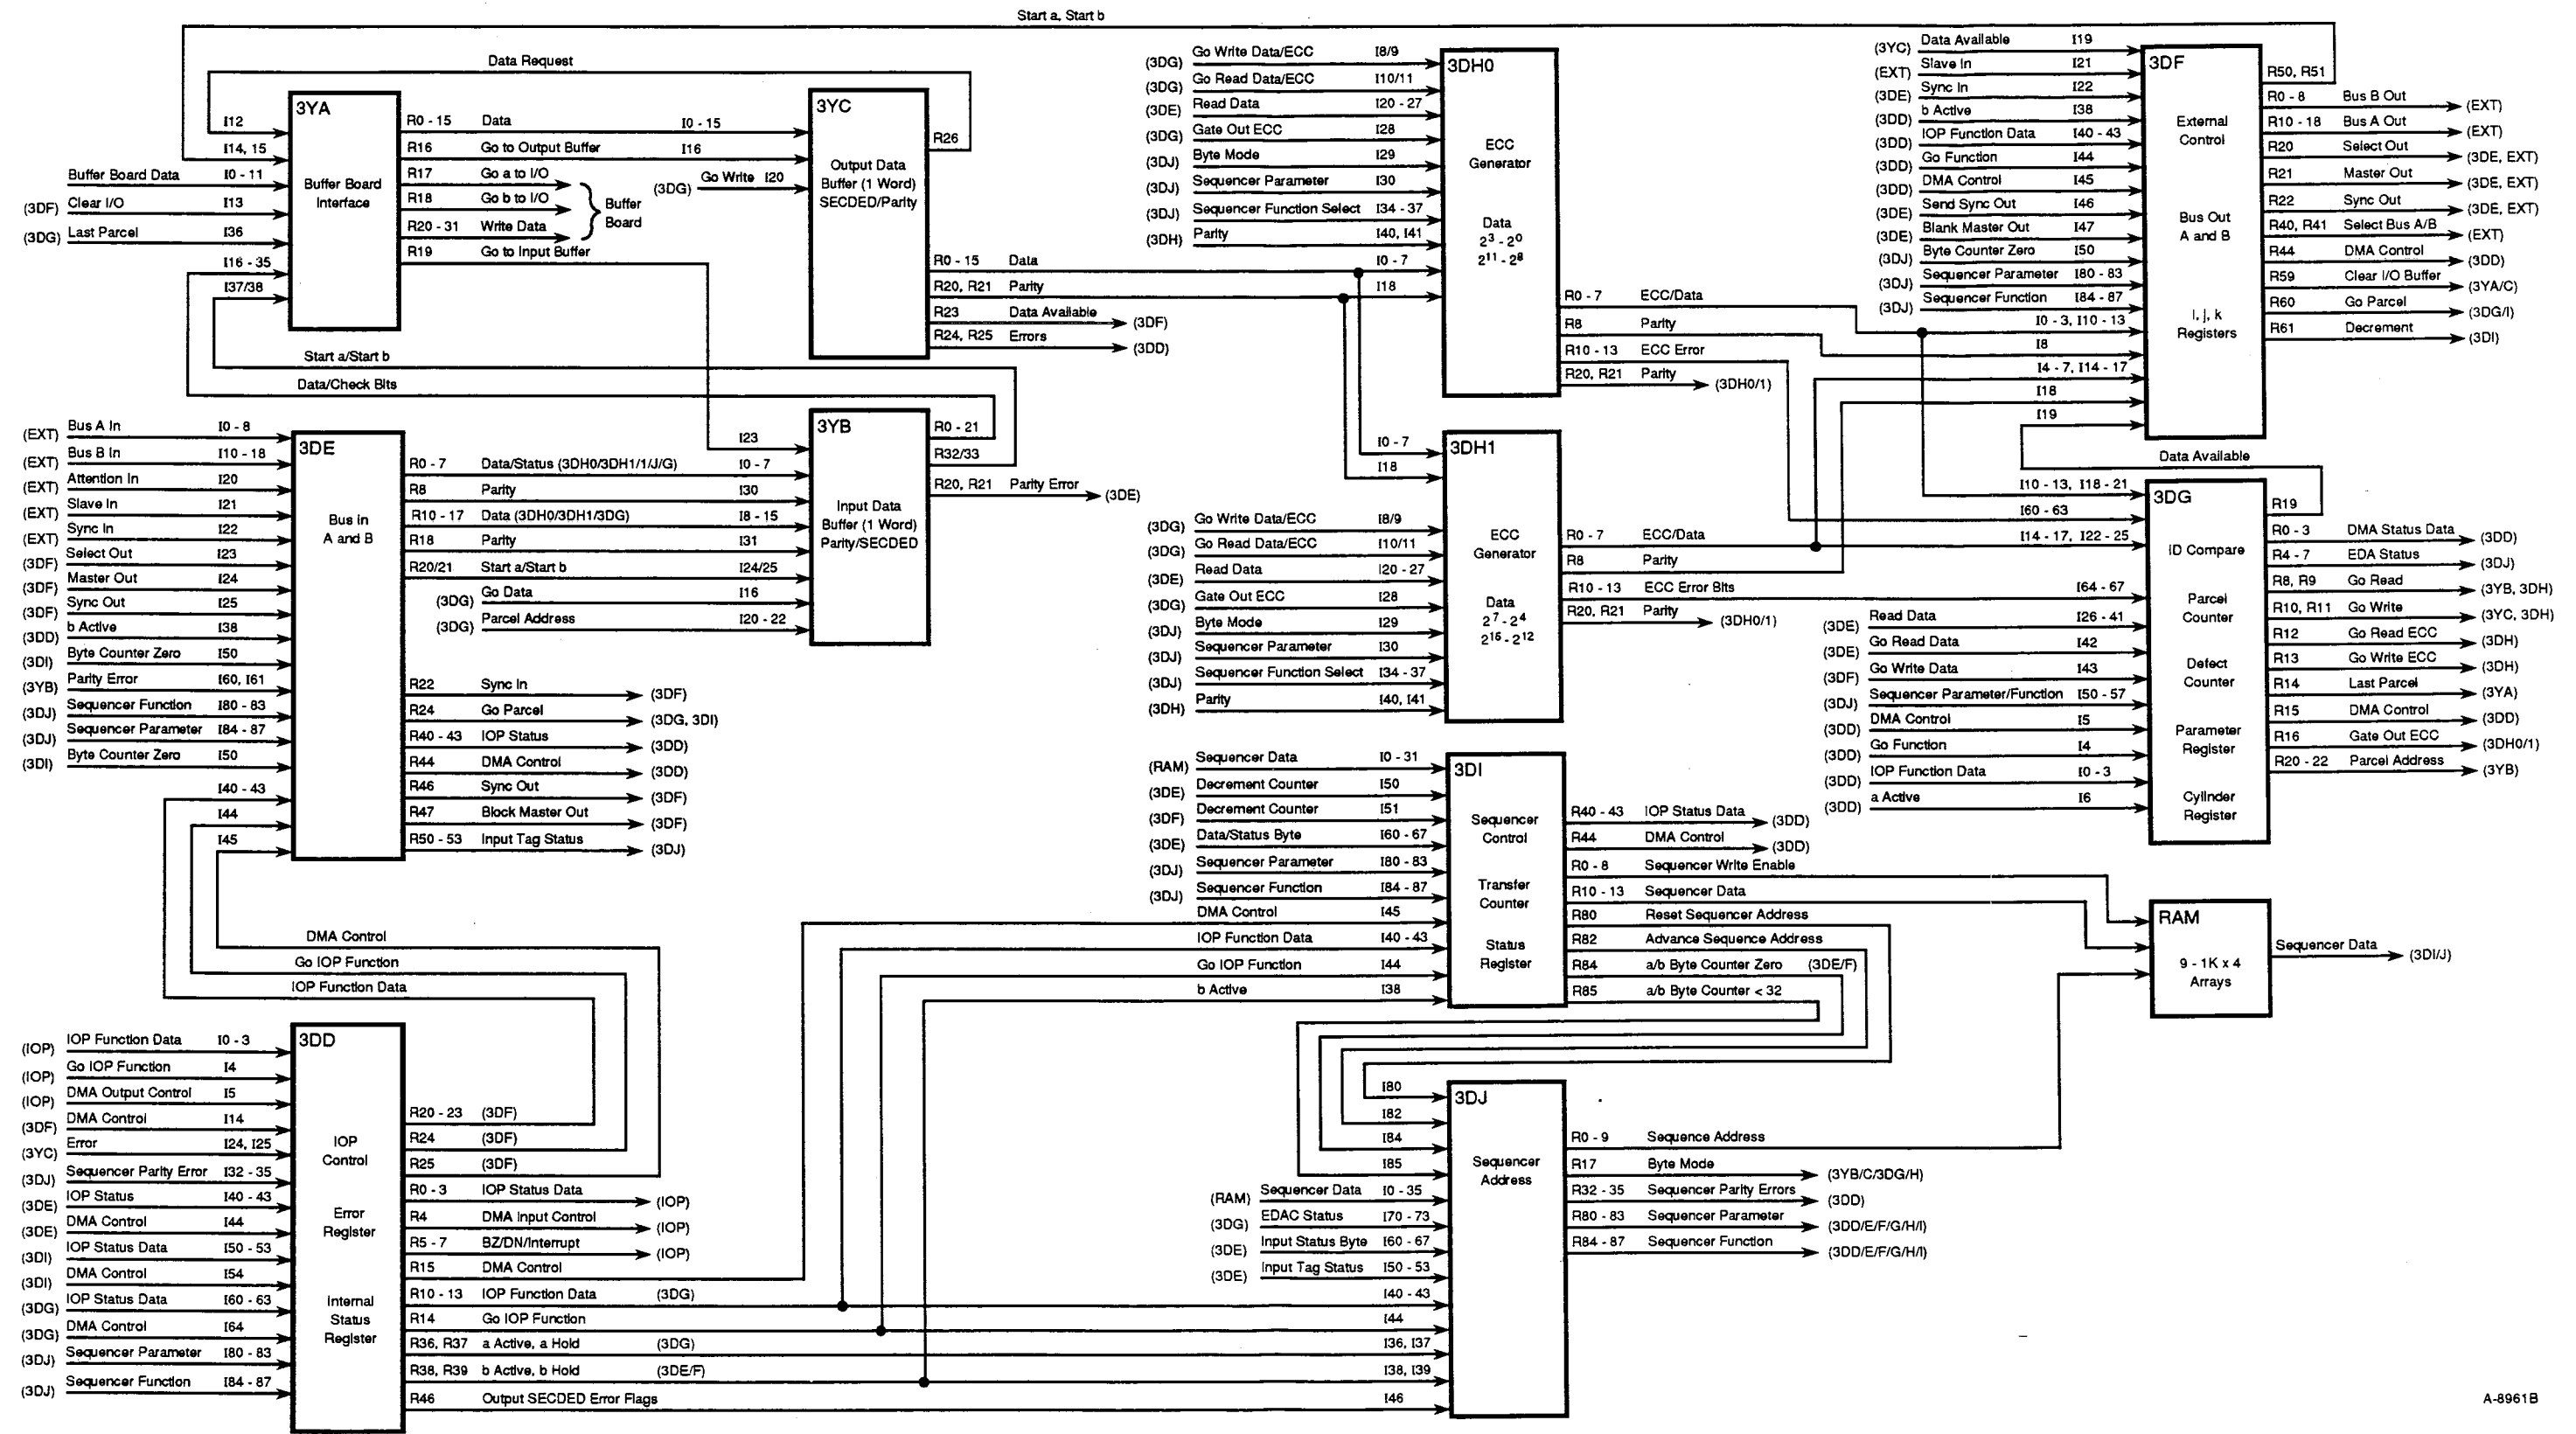 Start a, Start b
Data Request
3YA
I12
I14, 15
Buffer Board Data I0 - 11
(3DF) Clear I/O I13
(3DG) Last Parcel I36
I16 - 35
I37/38
Buffer Board
Interface
R0 - 15 Data I0 - 15
R16 Go to Output Buffer I16
R17 Go a to I/O
R18 Go b to I/O
R20 - 31 Write Data
Buffer
Board
R19 Go to Input Buffer
Start a/Start b
Data/Check Bits
3YC
(3DG) Go Write I20
Output Data
Buffer (1 Word)
SECDED/Parity
R26
R0 - 15 Data
R20, R21 Parity
R23 Data Available (3DF)
R24, R25 Errors (3DD)
3YB
I23
I0 - 7
I30
I8 - 15
I31
I24/25
(3DG) Go Data I16
(3DG) Parcel Address I20 - 22
Input Data
Buffer (1 Word)
Parity/SECDED
R0 - 21
R32/33
R20, R21 Parity Error (3DE)
3DE
(EXT) Bus A In I0 - 8
(EXT) Bus B In I10 - 18
(EXT) Attention In I20
(EXT) Slave In I21
(EXT) Sync In I22
(3DF) Select Out I23
(3DF) Master Out I24
(3DF) Sync Out I25
(3DD) b Active I38
(3DI) Byte Counter Zero I50
(3YB) Parity Error I60, I61
(3DJ) Sequencer Function I80 - 83
(3DJ) Sequencer Parameter I84 - 87
(3DI) Byte Counter Zero I50
I40 - 43
I44
I45
Bus In
A and B
R0 - 7 Data/Status (3DH0/3DH1/1/J/G)
R8 Parity
R10 - 17 Data (3DH0/3DH1/3DG)
R18 Parity
R20/21 Start a/Start b
R22 Sync In (3DF)
R24 Go Parcel (3DG, 3DI)
R40 - 43 IOP Status (3DD)
R44 DMA Control (3DD)
R46 Sync Out (3DF)
R47 Block Master Out (3DF)
R50 - 53 Input Tag Status (3DJ)
DMA Control
Go IOP Function
IOP Function Data
3DD
(IOP) IOP Function Data I0 - 3
(IOP) Go IOP Function I4
(IOP) DMA Output Control I5
(3DF) DMA Control I14
(3YC) Error I24, I25
(3DJ) Sequencer Parity Error I32 - 35
(3DE) IOP Status I40 - 43
(3DE) DMA Control I44
(3DI) IOP Status Data I50 - 53
(3DI) DMA Control I54
(3DG) IOP Status Data I60 - 63
(3DG) DMA Control I64
(3DJ) Sequencer Parameter I80 - 83
(3DJ) Sequencer Function I84 - 87
IOP
Control
Error
Register
Internal
Status
Register
R20 - 23 (3DF)
R24 (3DF)
R25 (3DF)
R0 - 3 IOP Status Data (IOP)
R4 DMA Input Control (IOP)
R5 - 7 BZ/DN/Interrupt (IOP)
R15 DMA Control
R10 - 13 IOP Function Data (3DG)
R14 Go IOP Function
R36, R37 a Active, a Hold (3DG)
R38, R39 b Active, b Hold (3DE/F)
R46 Output SECDED Error Flags
3DH0
(3DG) Go Write Data/ECC I8/9
(3DG) Go Read Data/ECC I10/11
(3DE) Read Data I20 - 27
(3DG) Gate Out ECC I28
(3DJ) Byte Mode I29
(3DJ) Sequencer Parameter I30
(3DJ) Sequencer Function Select I34 - 37
(3DH) Parity I40, I41
I0 - 7
I18
ECC
Generator
Data
2³ - 2⁰
2¹¹ - 2⁸
R0 - 7 ECC/Data
R8 Parity
R10 - 13 ECC Error
R20, R21 Parity (3DH0/1)
3DH1
I0 - 7
I18
(3DG) Go Write Data/ECC I8/9
(3DG) Go Read Data/ECC I10/11
(3DE) Read Data I20 - 27
(3DG) Gate Out ECC I28
(3DJ) Byte Mode I29
(3DJ) Sequencer Parameter I30
(3DJ) Sequencer Function Select I34 - 37
(3DH) Parity I40, I41
ECC
Generator
Data
2⁷ - 2⁴
2¹⁵ - 2¹²
R0 - 7 ECC/Data
R8 Parity
R10 - 13 ECC Error Bits
R20, R21 Parity (3DH0/1)
3DI
(RAM) Sequencer Data I0 - 31
(3DE) Decrement Counter I50
(3DF) Decrement Counter I51
(3DE) Data/Status Byte I60 - 67
(3DJ) Sequencer Parameter I80 - 83
(3DJ) Sequencer Function I84 - 87
DMA Control I45
IOP Function Data I40 - 43
Go IOP Function I44
b Active I38
Sequencer
Control
Transfer
Counter
Status
Register
R40 - 43 IOP Status Data (3DD)
R44 DMA Control (3DD)
R0 - 8 Sequencer Write Enable
R10 - 13 Sequencer Data
R80 Reset Sequencer Address
R82 Advance Sequence Address
R84 a/b Byte Counter Zero (3DE/F)
R85 a/b Byte Counter < 32
3DJ
I80
I82
I84
I85
(RAM) Sequencer Data I0 - 35
(3DG) EDAC Status I70 - 73
(3DE) Input Status Byte I60 - 67
(3DE) Input Tag Status I50 - 53
I40 - 43
I44
I36, I37
I38, I39
I46
Sequencer
Address
R0 - 9 Sequence Address
R17 Byte Mode (3YB/C/3DG/H)
R32 - 35 Sequencer Parity Errors (3DD)
R80 - 83 Sequencer Parameter (3DD/E/F/G/H/I)
R84 - 87 Sequencer Function (3DD/E/F/G/H/I)
3DF
(3YC) Data Available I19
(EXT) Slave In I21
(3DE) Sync In I22
(3DD) b Active I38
(3DD) IOP Function Data I40 - 43
(3DD) Go Function I44
(3DD) DMA Control I45
(3DE) Send Sync Out I46
(3DE) Blank Master Out I47
(3DJ) Byte Counter Zero I50
(3DJ) Sequencer Parameter I80 - 83
(3DJ) Sequencer Function I84 - 87
I0 - 3, I10 - 13
I8
I4 - 7, I14 - 17
I18
I19
External
Control
Bus Out
A and B
I, j, k
Registers
R50, R51
R0 - 8 Bus B Out (EXT)
R10 - 18 Bus A Out (EXT)
R20 Select Out (3DE, EXT)
R21 Master Out (3DE, EXT)
R22 Sync Out (3DE, EXT)
R40, R41 Select Bus A/B (EXT)
R44 DMA Control (3DD)
R59 Clear I/O Buffer (3YA/C)
R60 Go Parcel (3DG/I)
R61 Decrement (3DI)
Data Available
3DG
I10 - 13, I18 - 21
I60 - 63
I14 - 17, I22 - 25
I64 - 67
(3DE) Read Data I26 - 41
(3DE) Go Read Data I42
(3DF) Go Write Data I43
(3DJ) Sequencer Parameter/Function I50 - 57
(3DD) DMA Control I5
(3DD) Go Function I4
(3DD) IOP Function Data I0 - 3
(3DD) a Active I6
ID Compare
Parcel
Counter
Defect
Counter
Parameter
Register
Cylinder
Register
R19
R0 - 3 DMA Status Data (3DD)
R4 - 7 EDA Status (3DJ)
R8, R9 Go Read (3YB, 3DH)
R10, R11 Go Write (3YC, 3DH)
R12 Go Read ECC (3DH)
R13 Go Write ECC (3DH)
R14 Last Parcel (3YA)
R15 DMA Control (3DD)
R16 Gate Out ECC (3DH0/1)
R20 - 22 Parcel Address (3YB)
RAM
9 - 1K x 4
Arrays
Sequencer Data (3DI/J)
A-8961B